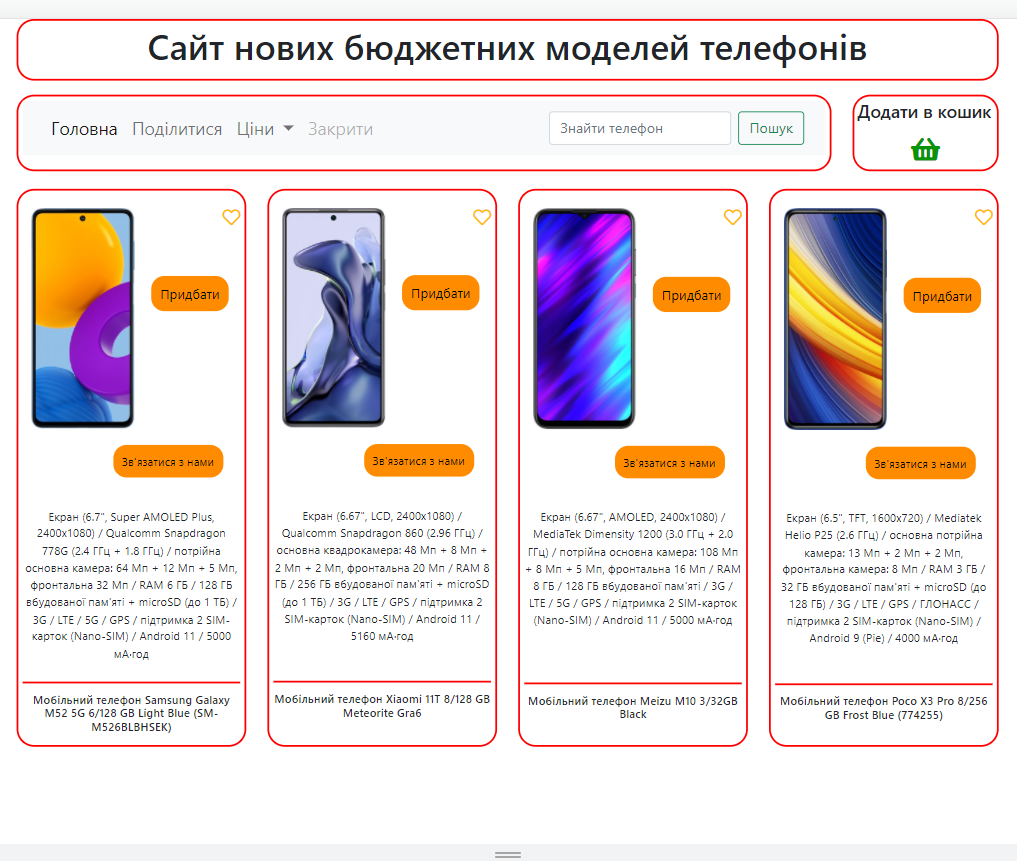 Сайт нових бюджетних моделей телефонів
Головна Поділитися Ціни Закрити Знайти телефон Пошук
Додати в кошик
Придбати
Зв'язатися з нами
Екран (6.7", Super AMOLED Plus,
2400x1080) / Qualcomm Snapdragon
778G (2.4 ГГц + 1.8 ГГц) / потрійна
основна камера: 64 Мп + 12 Мп + 5 Мп,
фронтальна 32 Мп / RAM 6 ГБ / 128 ГБ
вбудованої пам'яті + microSD (до 1 ТБ) /
3G / LTE / 5G / GPS / підтримка 2 SIM-
карток (Nano-SIM) / Android 11 / 5000
мА·год
Мобільний телефон Samsung Galaxy
M52 5G 6/128 GB Light Blue (SM-
M526BLBHSEK)
Придбати
Зв'язатися з нами
Екран (6.67", LCD, 2400x1080) /
Qualcomm Snapdragon 860 (2.96 ГГц) /
основна квадрокамера: 48 Мп + 8 Мп +
2 Мп + 2 Мп, фронтальна 20 Мп / RAM 8
ГБ / 256 ГБ вбудованої пам'яті + microSD
(до 1 ТБ) / 3G / LTE / GPS / підтримка 2
SIM-карток (Nano-SIM) / Android 11 /
5160 мА·год
Мобільний телефон Xiaomi 11T 8/128 GB
Meteorite Gra6
Придбати
Зв'язатися з нами
Екран (6.67", AMOLED, 2400x1080) /
MediaTek Dimensity 1200 (3.0 ГГц + 2.0
ГГц) / потрійна основна камера: 108 Мп
+ 8 Мп + 5 Мп, фронтальна 16 Мп / RAM
8 ГБ / 128 ГБ вбудованої пам'яті / 3G /
LTE / 5G / GPS / підтримка 2 SIM-карток
(Nano-SIM) / Android 11 / 5000 мА·год
Мобільний телефон Meizu M10 3/32GB
Black
Придбати
Зв'язатися з нами
Екран (6.5", TFT, 1600x720) / Mediatek
Helio P25 (2.6 ГГц) / основна потрійна
камера: 13 Мп + 2 Мп + 2 Мп,
фронтальна камера: 8 Мп / RAM 3 ГБ /
32 ГБ вбудованої пам'яті + microSD (до
128 ГБ) / 3G / LTE / GPS / ГЛОНАСС /
підтримка 2 SIM-карток (Nano-SIM) /
Android 9 (Pie) / 4000 мА·год
Мобільний телефон Poco X3 Pro 8/256
GB Frost Blue (774255)